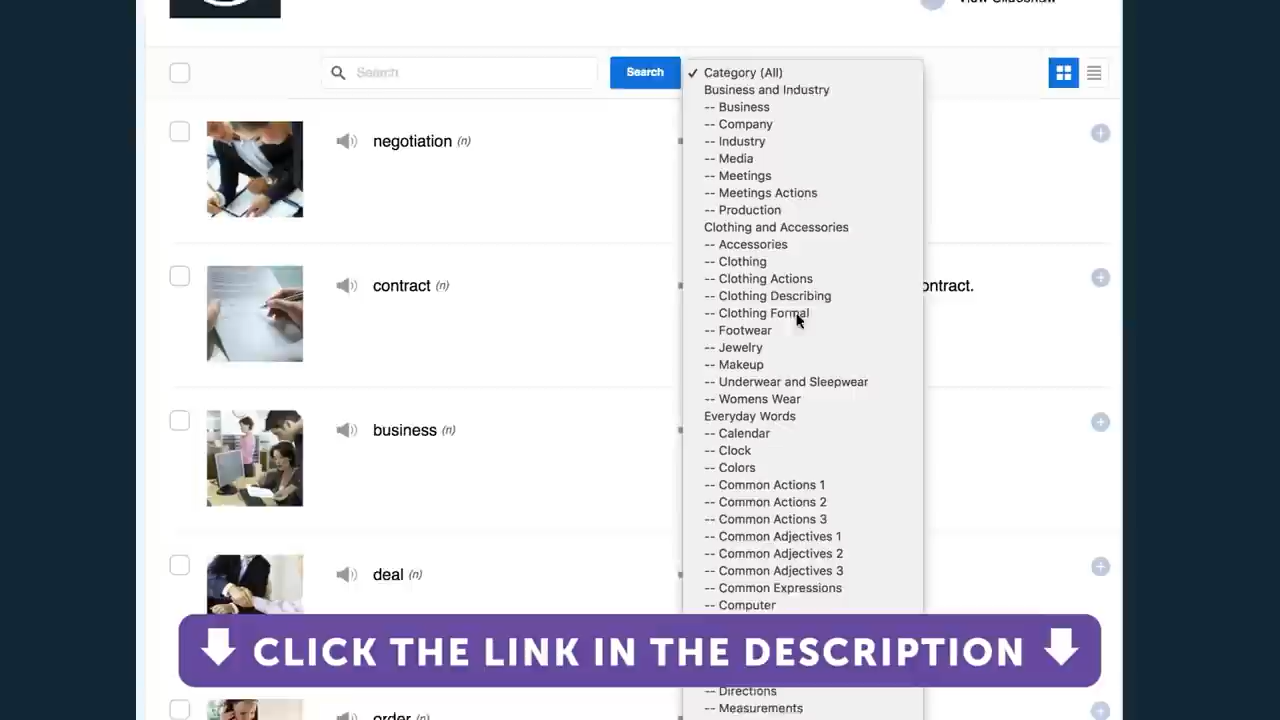 View Slideshow
Search
Search
✓ Category (All)
Business and Industry
-- Business
-- Company
-- Industry
-- Media
-- Meetings
-- Meetings Actions
-- Production
Clothing and Accessories
-- Accessories
-- Clothing
-- Clothing Actions
-- Clothing Describing
-- Clothing Formal
-- Footwear
-- Jewelry
-- Makeup
-- Underwear and Sleepwear
-- Womens Wear
Everyday Words
-- Calendar
-- Clock
-- Colors
-- Common Actions 1
-- Common Actions 2
-- Common Actions 3
-- Common Adjectives 1
-- Common Adjectives 2
-- Common Adjectives 3
-- Common Expressions
-- Computer
-- Directions
-- Measurements
negotiation (n)
contract (n)
ontract.
business (n)
deal (n)
CLICK THE LINK IN THE DESCRIPTION
order (n)